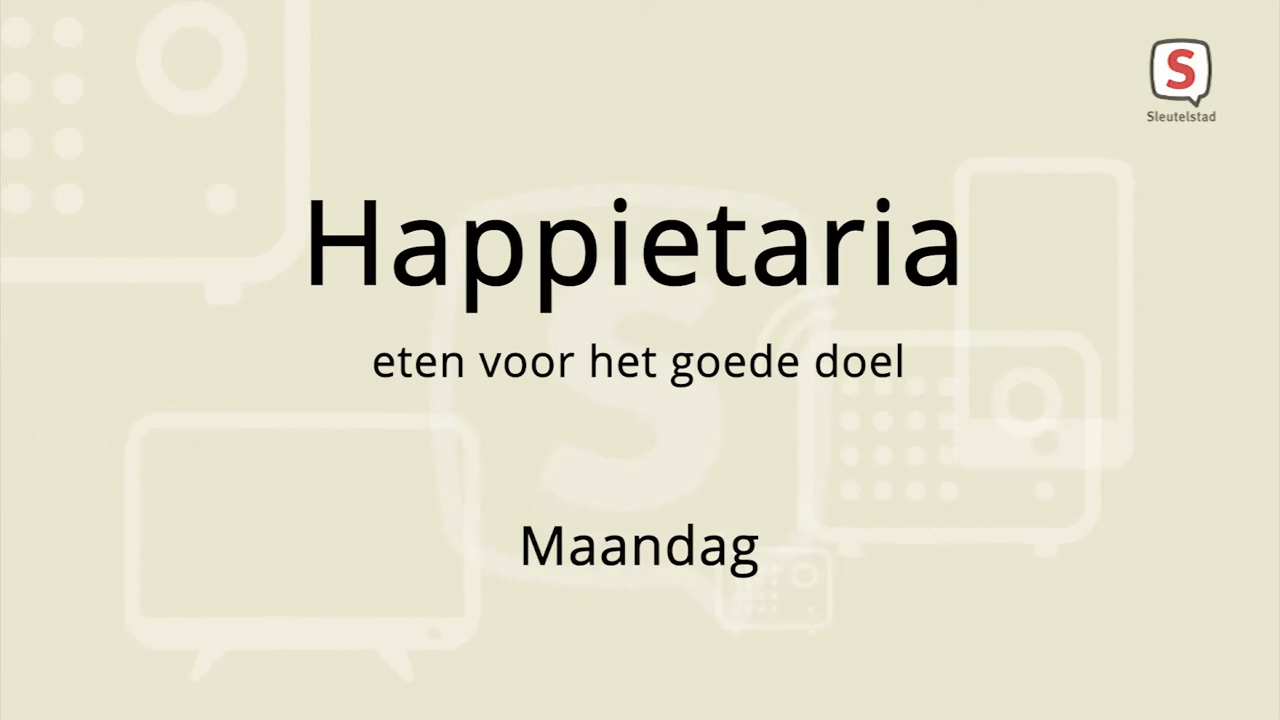 S
Sleutelstad
Happietaria
eten voor het goede doel
Maandag